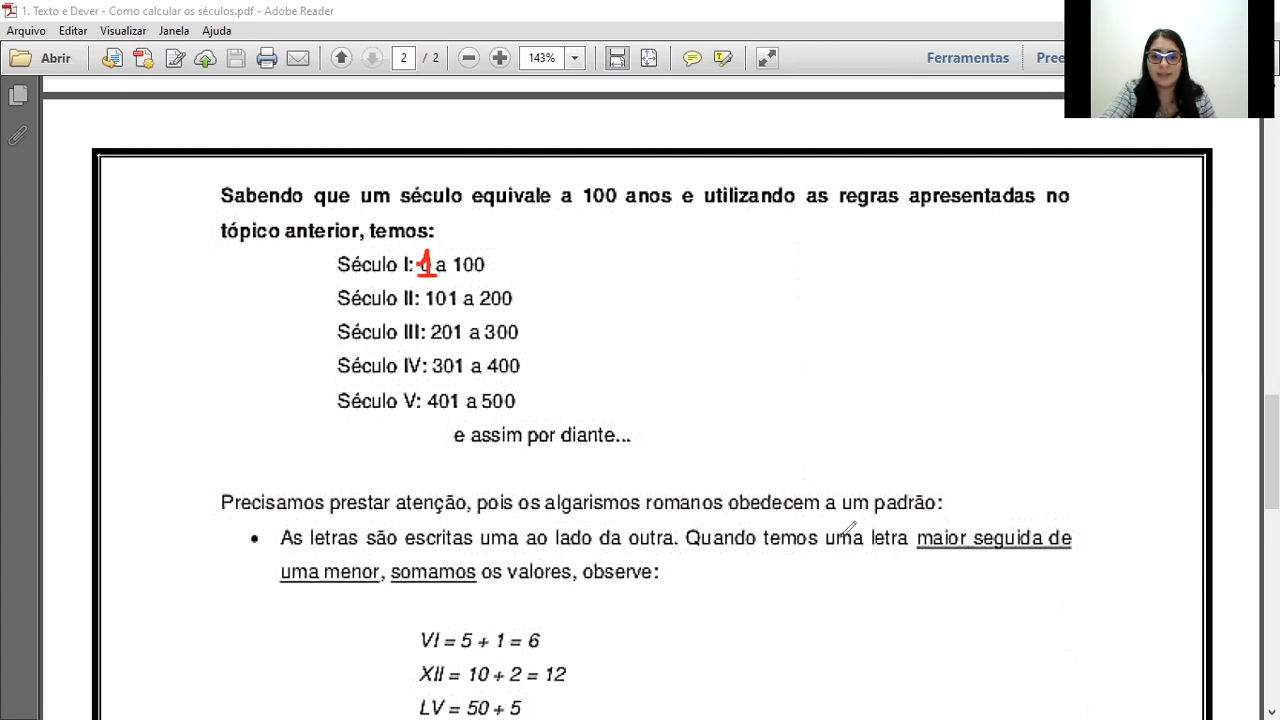 1. Texto e Dever - Como calcular os séculos.pdf - Adobe Reader
Arquivo Editar Visualizar Janela Ajuda
Abrir 2 / 2 143% Ferramentas Pree
Sabendo que um século equivale a 100 anos e utilizando as regras apresentadas no
tópico anterior, temos:
Século I: 1 a 100
Século II: 101 a 200
Século III: 201 a 300
Século IV: 301 a 400
Século V: 401 a 500
e assim por diante...
Precisamos prestar atenção, pois os algarismos romanos obedecem a um padrão:
• As letras são escritas uma ao lado da outra. Quando temos uma letra maior seguida de
uma menor, somamos os valores, observe:
VI = 5 + 1 = 6
XII = 10 + 2 = 12
LV = 50 + 5